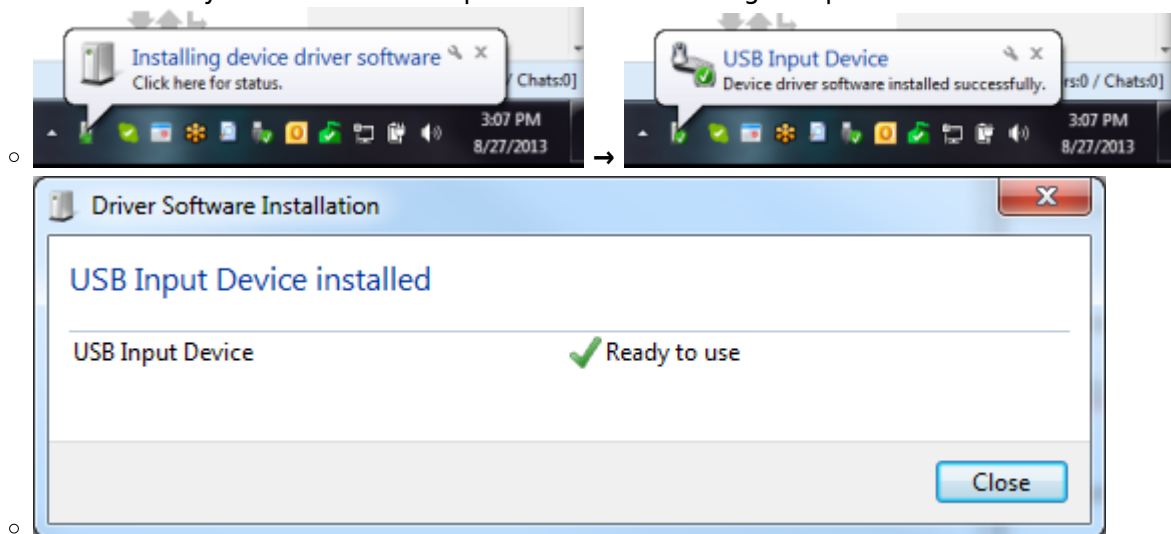 Installing device driver software
Click here for status.
/ Chats:0]
3:07 PM
8/27/2013
→
USB Input Device
Device driver software installed successfully.
rs:0 / Chats:0]
3:07 PM
8/27/2013
Driver Software Installation
USB Input Device installed
USB Input Device
Ready to use
Close